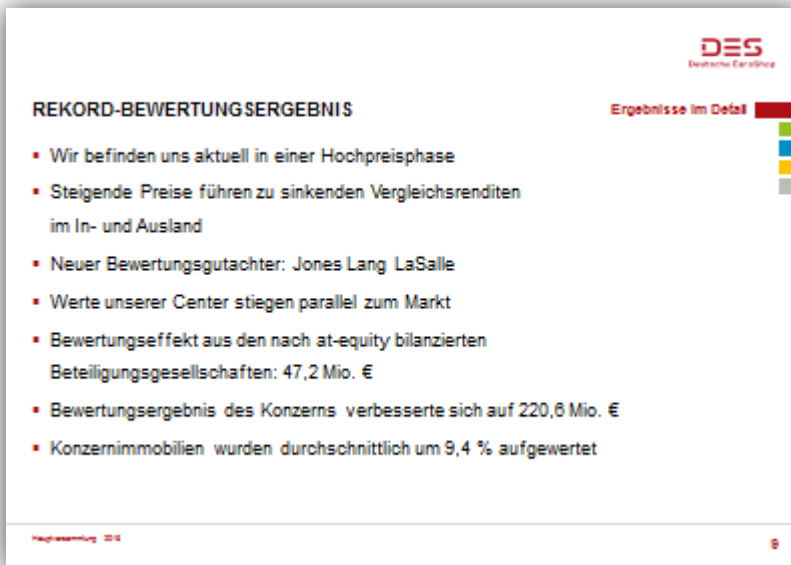 DES
Deutsche EuroShop
REKORD-BEWERTUNGSERGEBNIS
Ergebnisse im Detail
▪ Wir befinden uns aktuell in einer Hochpreisphase
▪ Steigende Preise führen zu sinkenden Vergleichsrenditen
im In- und Ausland
▪ Neuer Bewertungsgutachter: Jones Lang LaSalle
▪ Werte unserer Center stiegen parallel zum Markt
▪ Bewertungseffekt aus den nach at-equity bilanzierten
Beteiligungsgesellschaften: 47,2 Mio. €
▪ Bewertungsergebnis des Konzerns verbesserte sich auf 220,6 Mio. €
▪ Konzernimmobilien wurden durchschnittlich um 9,4 % aufgewertet
Hauptversammlung
9